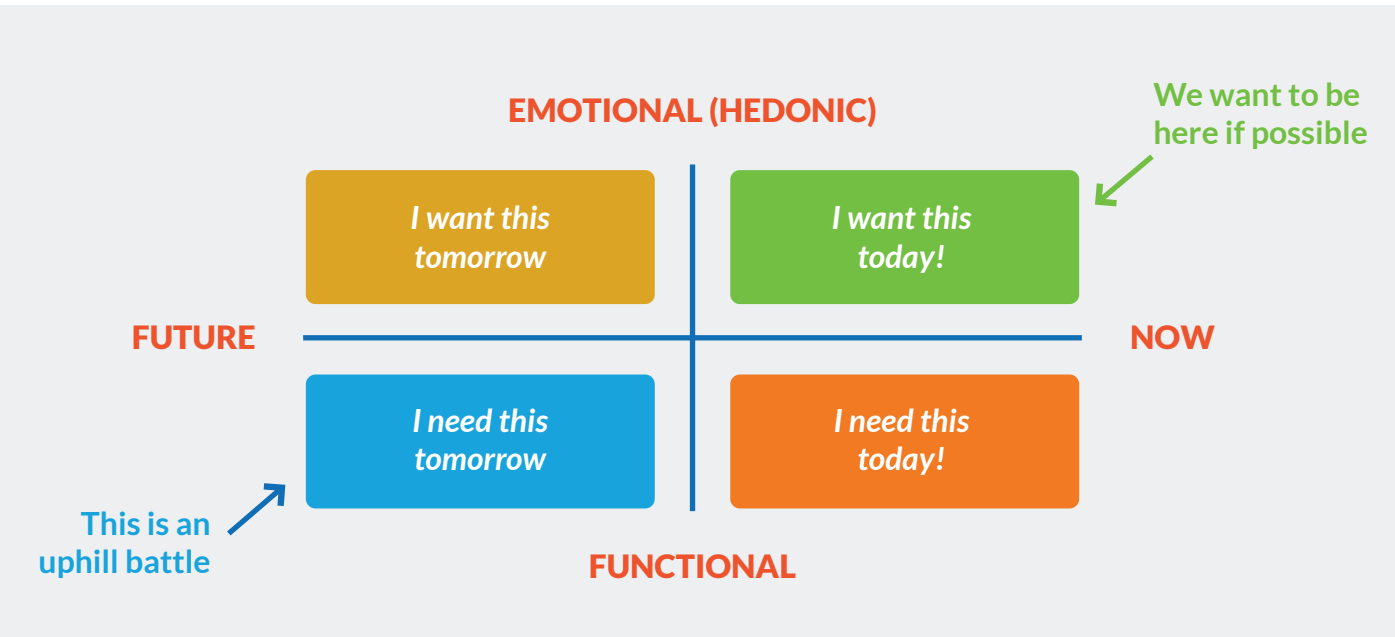 EMOTIONAL (HEDONIC)
We want to be
here if possible
I want this
tomorrow
I want this
today!
FUTURE
NOW
I need this
tomorrow
I need this
today!
This is an
uphill battle
FUNCTIONAL